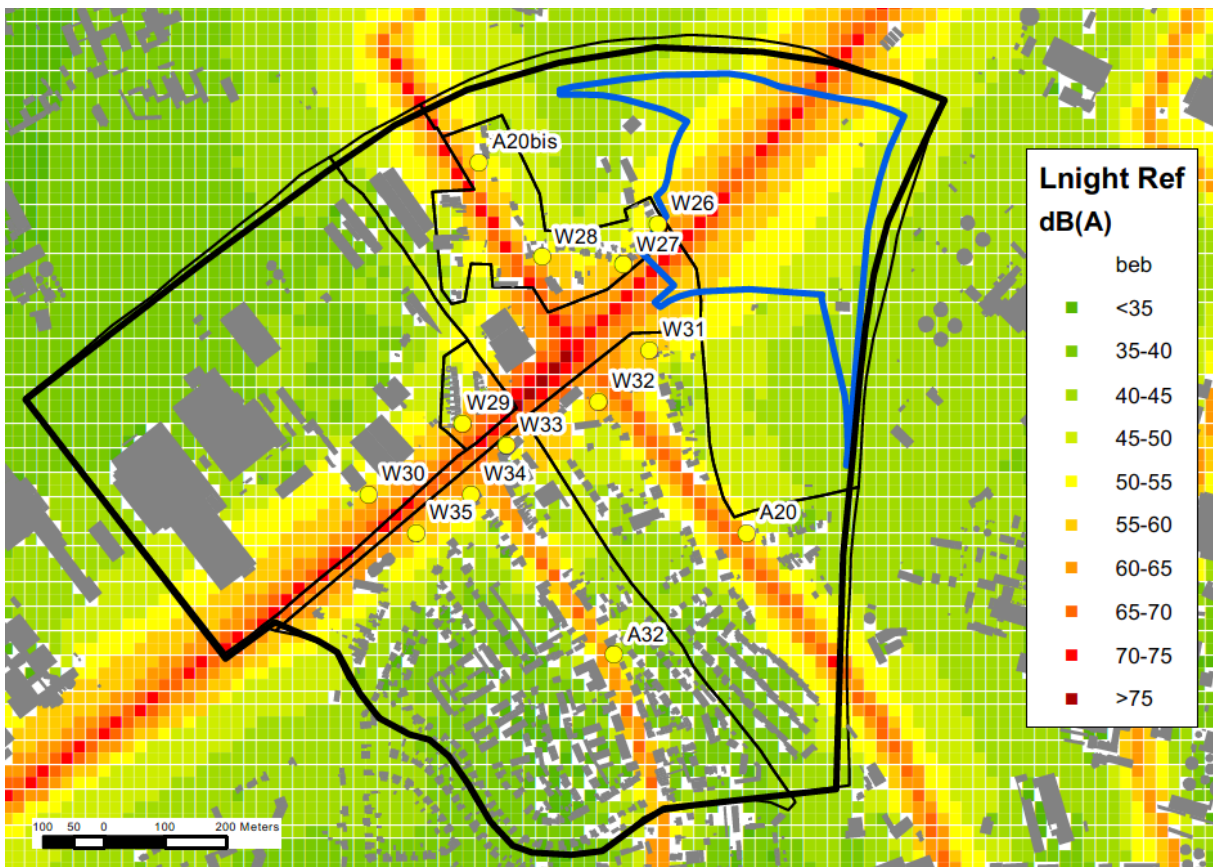 A20bis
W26
W28
W27
W31
W32
W29
W33
W30
W34
W35
A20
A32
Lnight Ref
dB(A)
beb
<35
35-40
40-45
45-50
50-55
55-60
60-65
65-70
70-75
>75
100 50 0 100 200 Meters